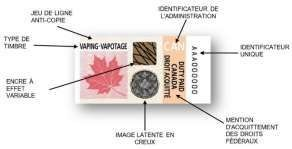 JEU DE LIGNE
ANTI-COPIE
IDENTIFICATEUR DE
L'ADMINISTRATION
TYPE DE
TIMBRE
VAPING•VAPOTAGE
CAN
DUTY PAID
CANADA
DROIT ACQUITTÉ
AAA000000
IDENTIFICATEUR
UNIQUE
ENCRE À
EFFET
VARIABLE
IMAGE LATENTE EN
CREUX
MENTION
D'ACQUITTEMENT
DES DROITS
FÉDÉRAUX